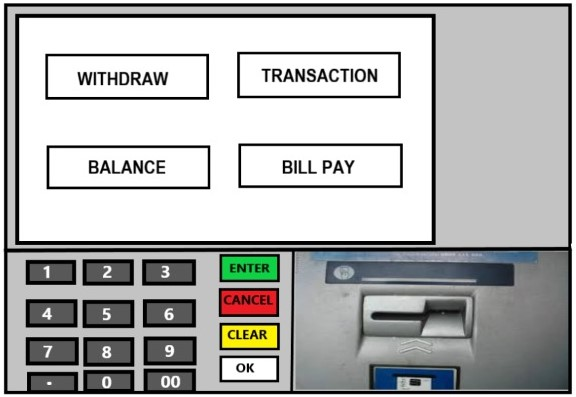 WITHDRAW TRANSACTION
BALANCE BILL PAY
1 2 3 ENTER
4 5 6 CANCEL
7 8 9 CLEAR
. 0 00 OK